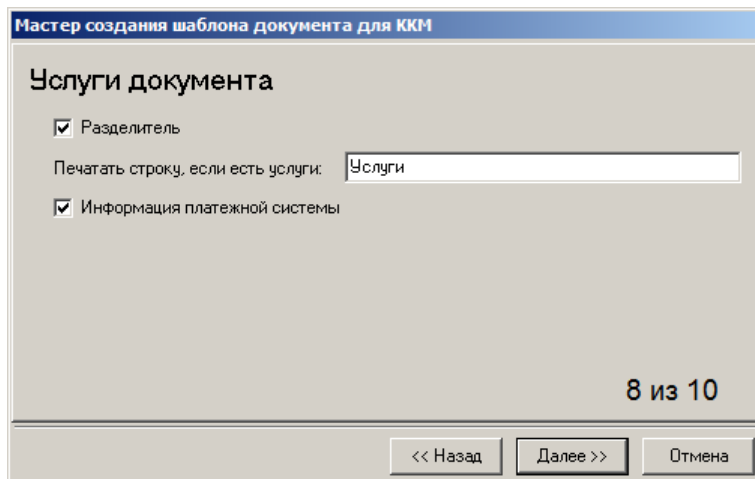 Мастер создания шаблона документа для ККМ
Услуги документа
Разделитель
Печатать строку, если есть услуги: Услуги
Информация платежной системы
8 из 10
<< Назад Далее >> Отмена